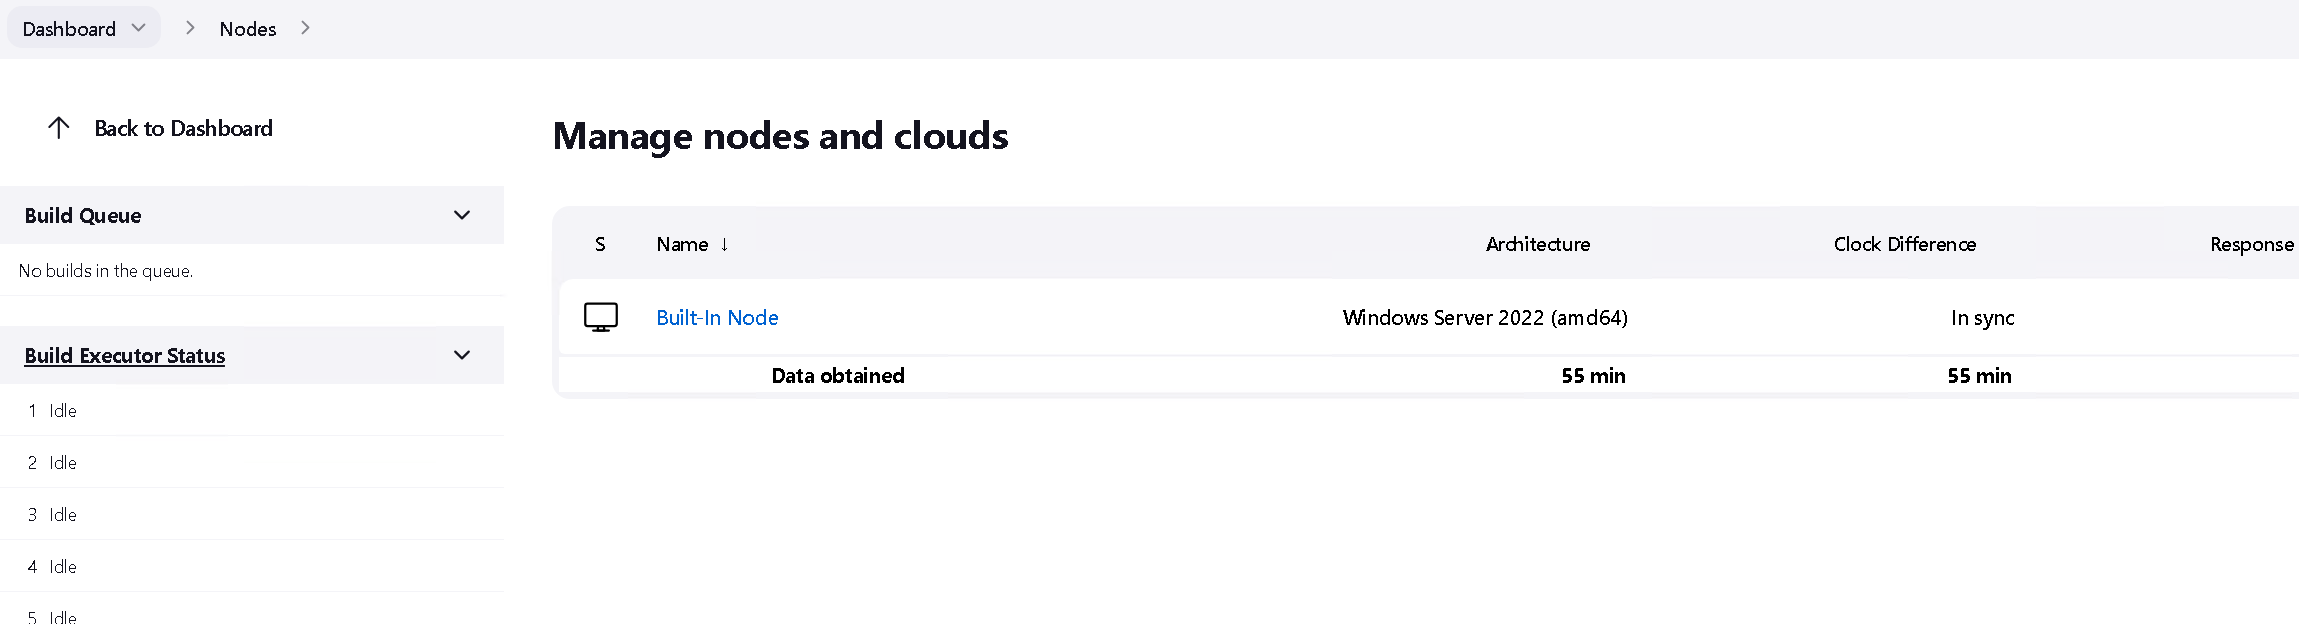 Dashboard
Nodes
Back to Dashboard
Build Queue
No builds in the queue.
Build Executor Status
1 Idle
2 Idle
3 Idle
4 Idle
5 Idle
Manage nodes and clouds
S Name ↓ Architecture Clock Difference Response
Built-In Node Windows Server 2022 (amd64) In sync
Data obtained 55 min 55 min